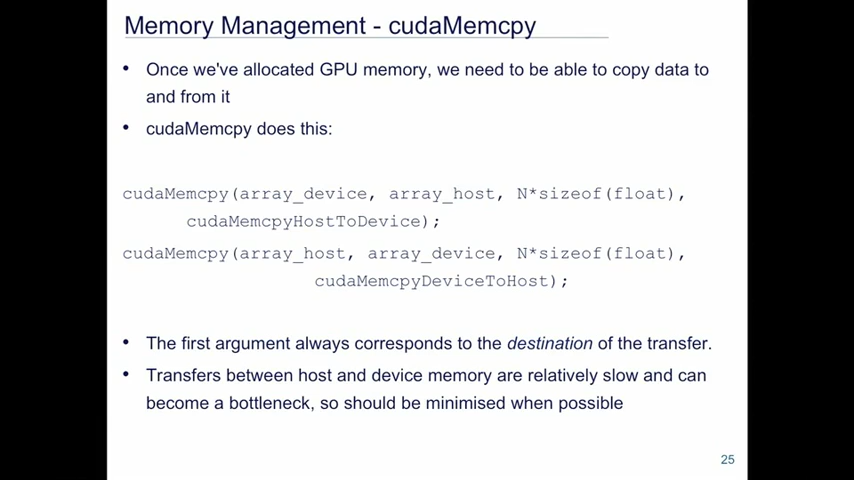 Memory Management - cudaMemcpy
• Once we've allocated GPU memory, we need to be able to copy data to
and from it
• cudaMemcpy does this:
cudaMemcpy(array_device, array_host, N*sizeof(float),
cudaMemcpyHostToDevice);
cudaMemcpy(array_host, array_device, N*sizeof(float),
cudaMemcpyDeviceToHost);
• The first argument always corresponds to the destination of the transfer.
• Transfers between host and device memory are relatively slow and can
become a bottleneck, so should be minimised when possible
25